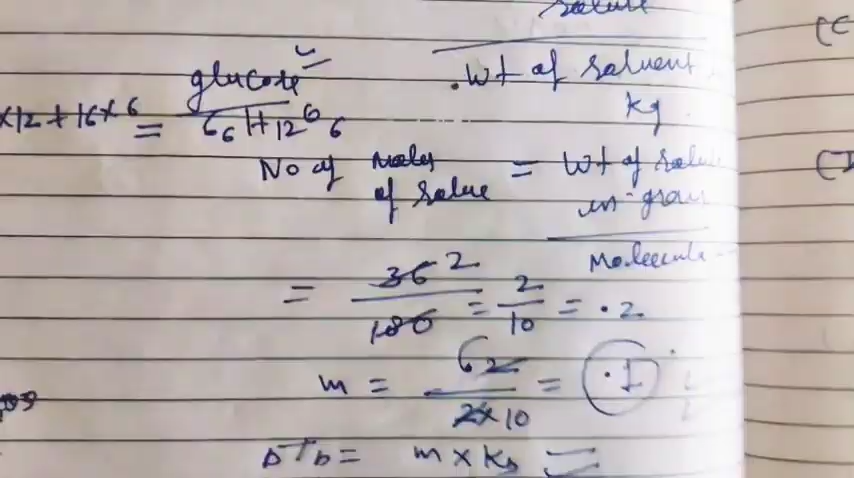 solute
glucose
.wt of solvent
kg
×12+16×6 = C6H12O6
No of moles = wt of solute
of solue in gram
Molecula
= 36 2
180 = 2/10 = .2
m = 2
2×10 = .1
ΔTb = m×Kb =